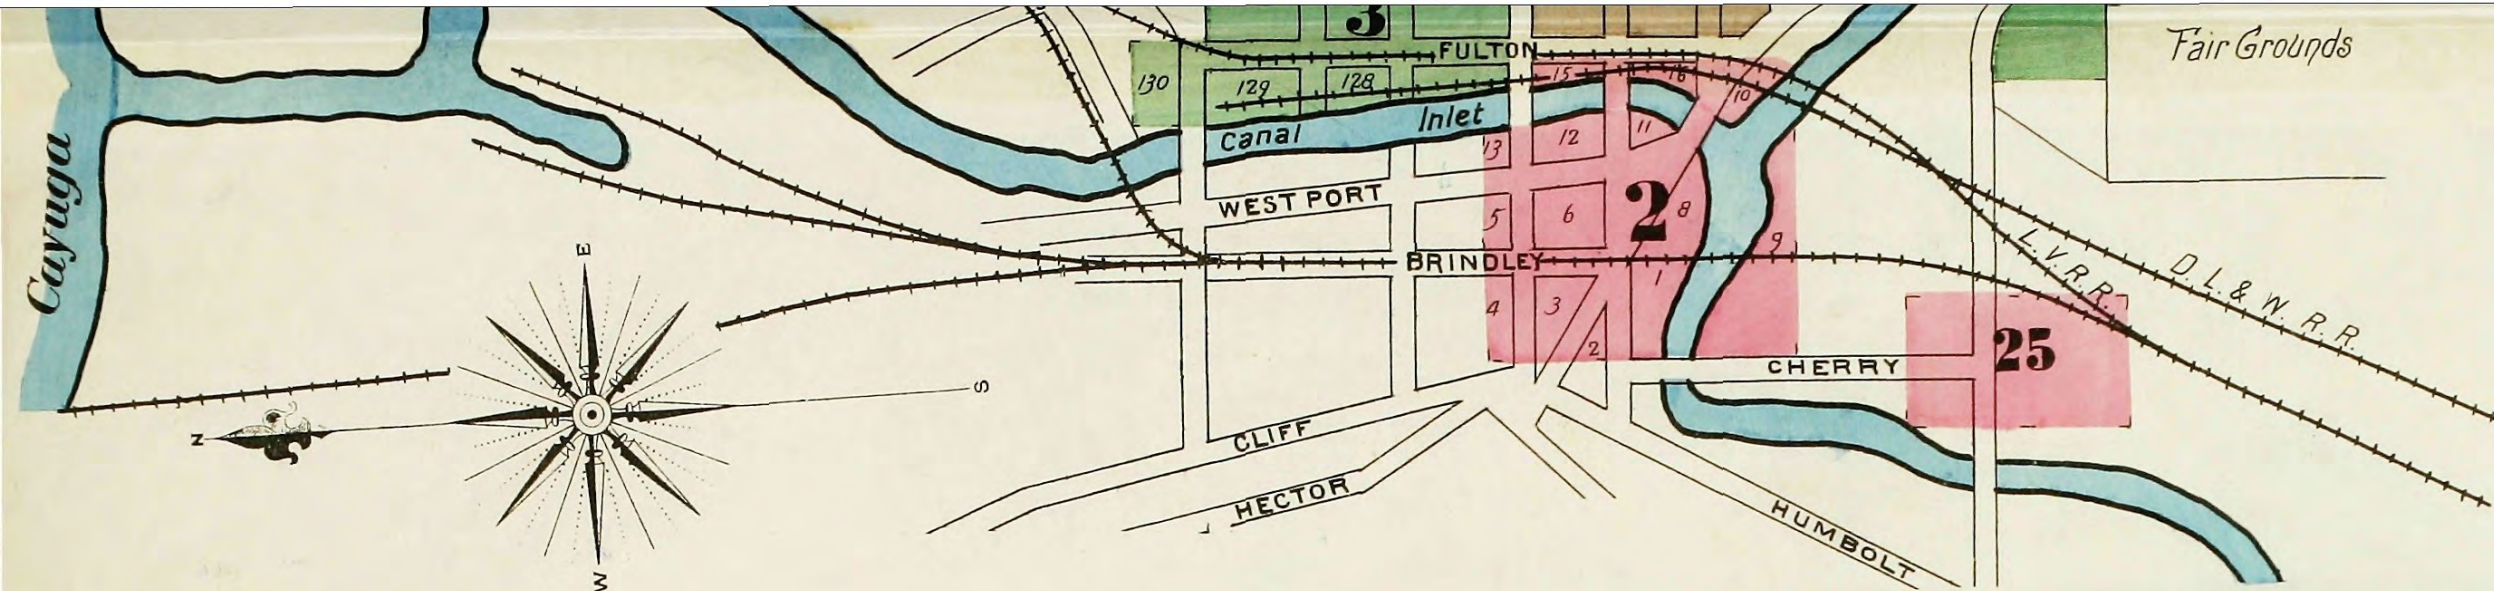 3
Fair Grounds
FULTON
130
129
128
15
16
10
Canal Inlet
13
12
11
Cayuga
WEST PORT
5
6
2
8
9
E
BRINDLEY
1
L. V. R. R.
D. L. & W. R. R.
4
3
2
25
CHERRY
S
N
CLIFF
HECTOR
HUMBOLT
W